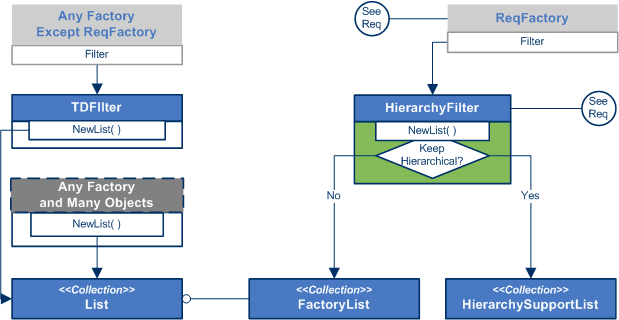 Any Factory
Except ReqFactory
Filter
See
Req
ReqFactory
Filter
TDFIlter
NewList( )
HierarchyFilter
NewList( )
Keep
Hierarchical?
See
Req
Any Factory
and Many Objects
NewList( )
No
Yes
<<Collection>>
List
<<Collection>>
FactoryList
<<Collection>>
HierarchySupportList